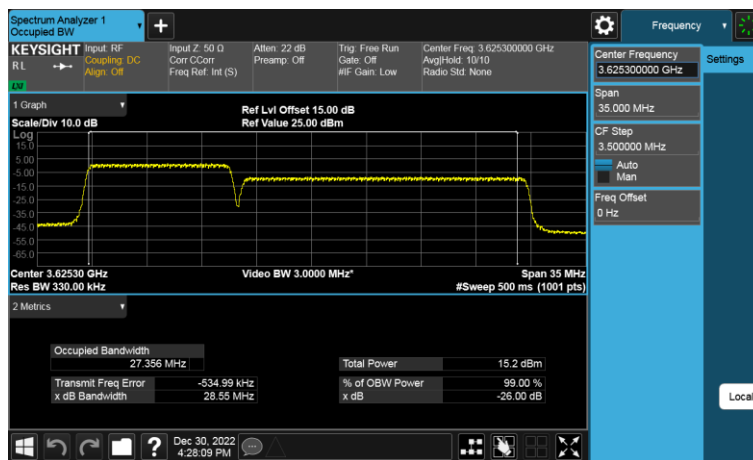 Spectrum Analyzer 1
Occupied BW
Frequency
KEYSIGHT
RL
LXI
Input: RF
Coupling: DC
Align: Off
Input Z: 50 Ω
Corr CCorr
Freq Ref: Int (S)
Atten: 22 dB
Preamp: Off
Trig: Free Run
Gate: Off
#IF Gain: Low
Center Freq: 3.625300000 GHz
Avg|Hold: 10/10
Radio Std: None
Center Frequency
3.625300000 GHz
Settings
Span
35.000 MHz
CF Step
3.500000 MHz
Auto
Man
Freq Offset
0 Hz
Local
1 Graph
Scale/Div 10.0 dB
Ref Lvl Offset 15.00 dB
Ref Value 25.00 dBm
Log
15.0
5.00
-5.00
-15.0
-25.0
-35.0
-45.0
-55.0
-65.0
Center 3.62530 GHz
Video BW 3.0000 MHz*
Span 35 MHz
Res BW 330.00 kHz
#Sweep 500 ms (1001 pts)
2 Metrics
Occupied Bandwidth
27.356 MHz
Total Power 15.2 dBm
Transmit Freq Error -534.99 kHz
% of OBW Power 99.00 %
x dB Bandwidth 28.55 MHz
x dB -26.00 dB
?
Dec 30, 2022
4:28:09 PM